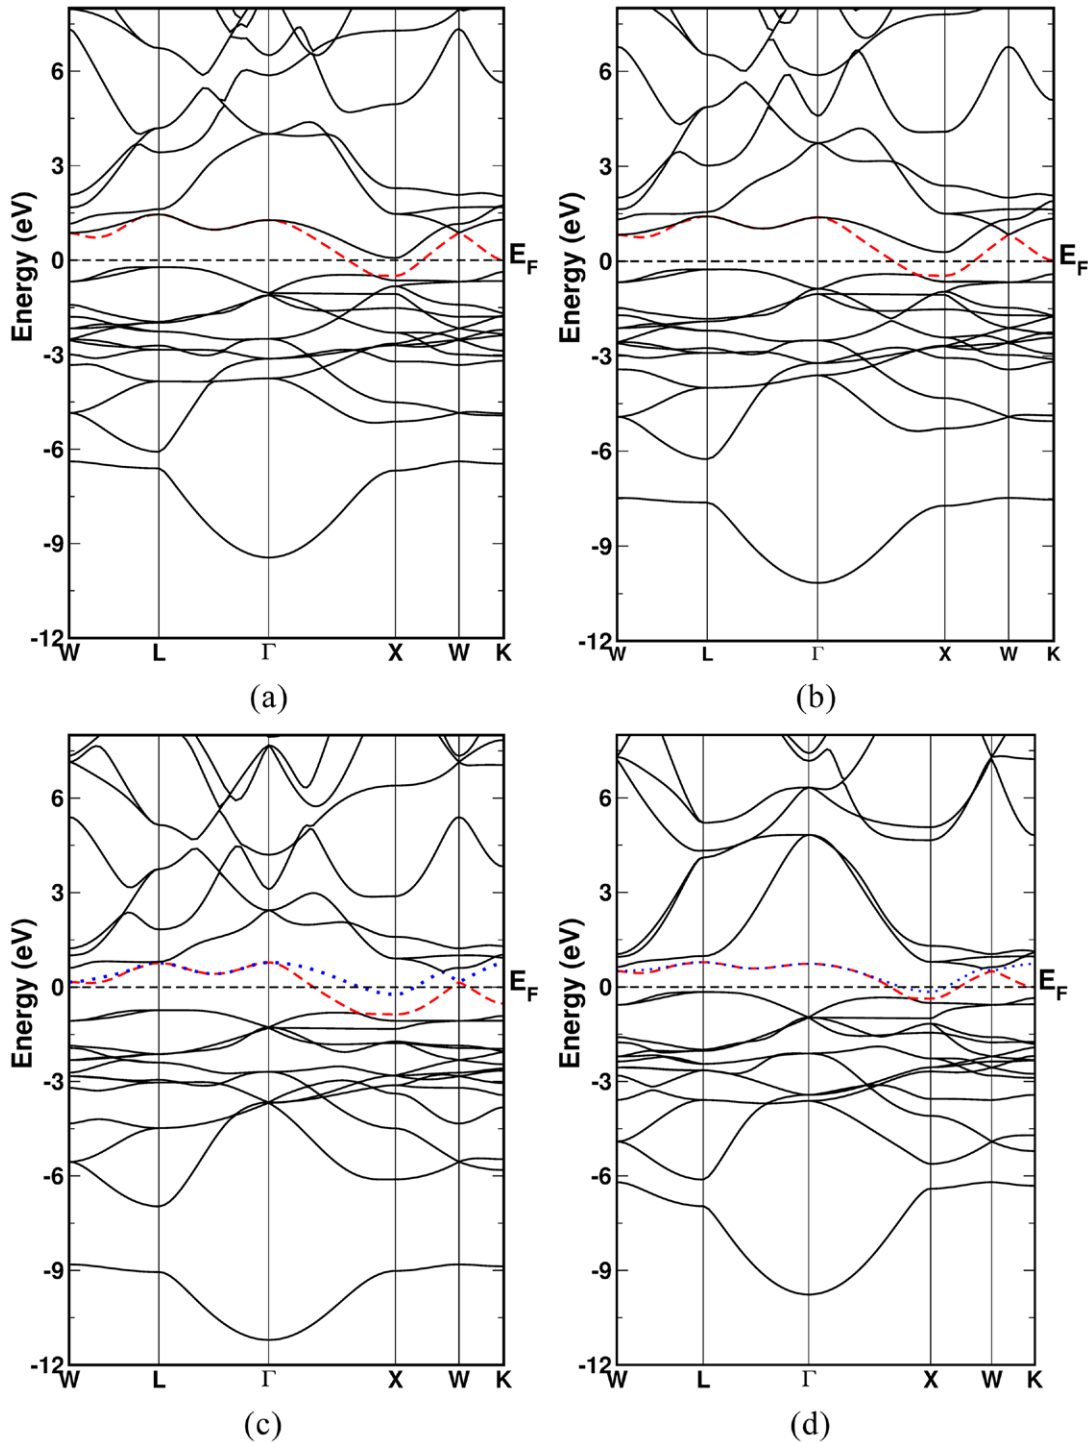 6
3
0
-3
-6
-9
-12
Energy (eV)
E_F
W L Γ X W K
(a)
6
3
0
-3
-6
-9
-12
Energy (eV)
E_F
W L Γ X W K
(b)
6
3
0
-3
-6
-9
-12
Energy (eV)
E_F
W L Γ X W K
(c)
6
3
0
-3
-6
-9
-12
Energy (eV)
E_F
W L Γ X W K
(d)